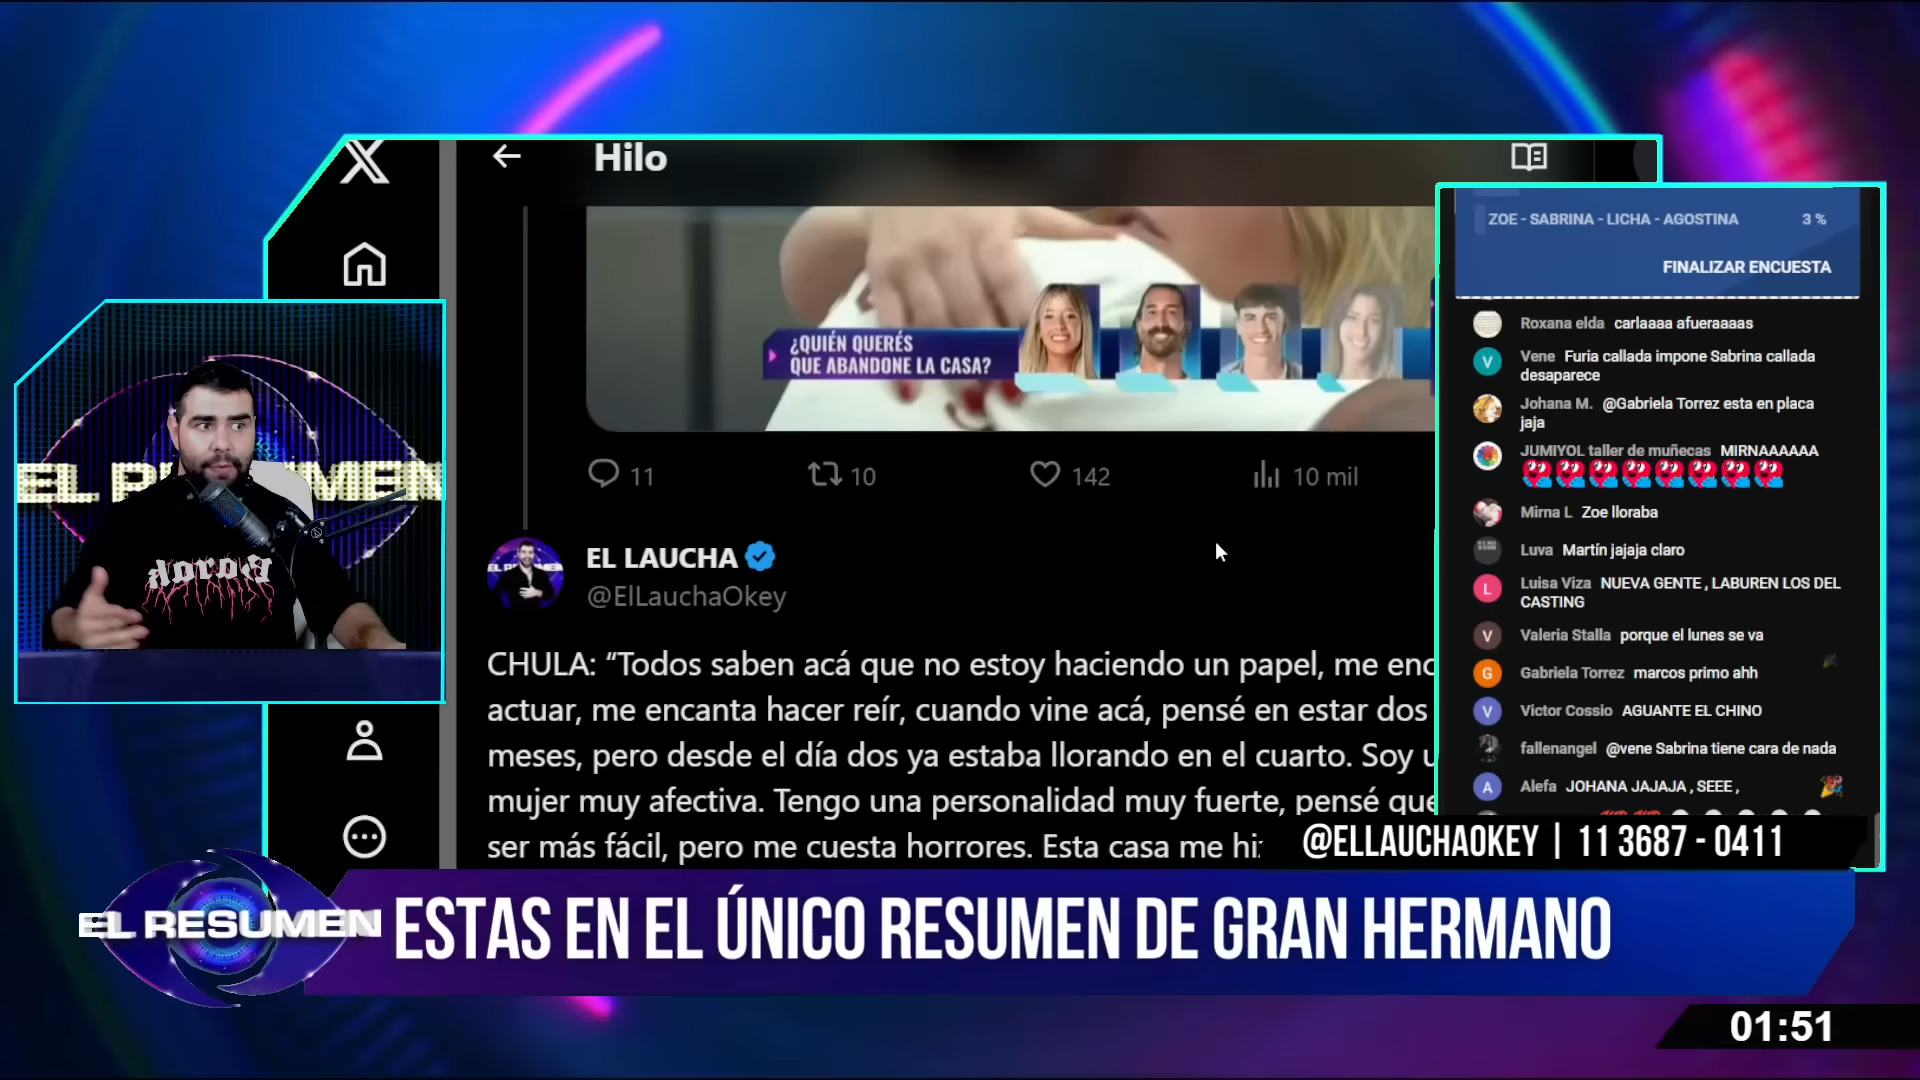 Hilo
¿QUIÉN QUERÉS
QUE ABANDONE LA CASA?
11
10
142
10 mil
EL LAUCHA
@ElLauchaOkey
CHULA: “Todos saben acá que no estoy haciendo un papel, me enc
actuar, me encanta hacer reír, cuando vine acá, pensé en estar dos
meses, pero desde el día dos ya estaba llorando en el cuarto. Soy u
mujer muy afectiva. Tengo una personalidad muy fuerte, pensé que
ser más fácil, pero me cuesta horrores. Esta casa me hi
ZOE - SABRINA - LICHA - AGOSTINA 3 %
FINALIZAR ENCUESTA
Roxana elda carlaaaa afueraaaas
V Vene Furia callada impone Sabrina callada
desaparece
Johana M. @Gabriela Torrez esta en placa
jaja
JUMIYOL taller de muñecas MIRNAAAAAA
Mirna L Zoe lloraba
Luva Martín jajaja claro
L Luisa Viza NUEVA GENTE , LABUREN LOS DEL
CASTING
V Valeria Stalla porque el lunes se va
G Gabriela Torrez marcos primo ahh
V Victor Cossio AGUANTE EL CHINO
fallenangel @vene Sabrina tiene cara de nada
A Alefa JOHANA JAJAJA , SEEE ,
@ELLAUCHAOKEY | 11 3687 - 0411
EL RESUMEN
ESTAS EN EL ÚNICO RESUMEN DE GRAN HERMANO
01:51